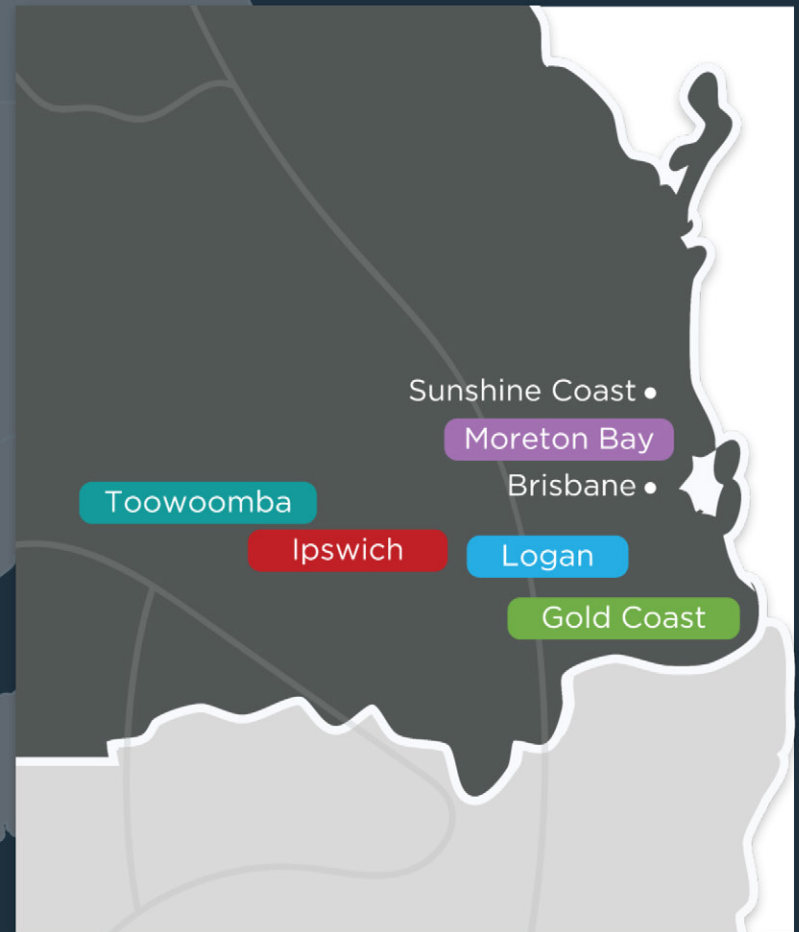 Sunshine Coast
Moreton Bay
Brisbane
Toowoomba
Ipswich
Logan
Gold Coast